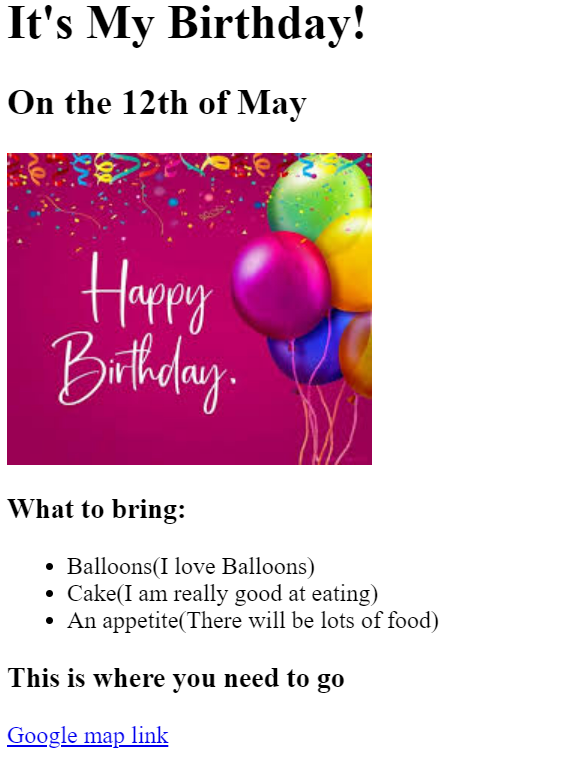 It's My Birthday!
On the 12th of May
Happy
Birthday.
What to bring:
Balloons(I love Balloons)
Cake(I am really good at eating)
An appetite(There will be lots of food)
This is where you need to go
Google map link